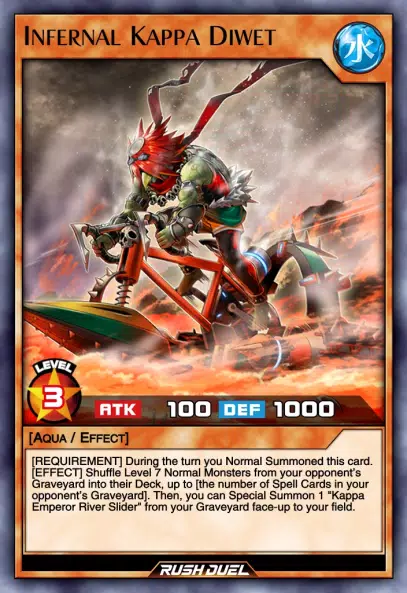 Infernal Kappa Diwet
水
LEVEL
3
ATK 100 DEF 1000
[Aqua / Effect]
[REQUIREMENT] During the turn you Normal Summoned this card.
[EFFECT] Shuffle Level 7 Normal Monsters from your opponent's
Graveyard into their Deck, up to [the number of Spell Cards in your
opponent's Graveyard]. Then, you can Special Summon 1 "Kappa
Emperor River Slider" from your Graveyard face-up to your field.
RUSH DUEL